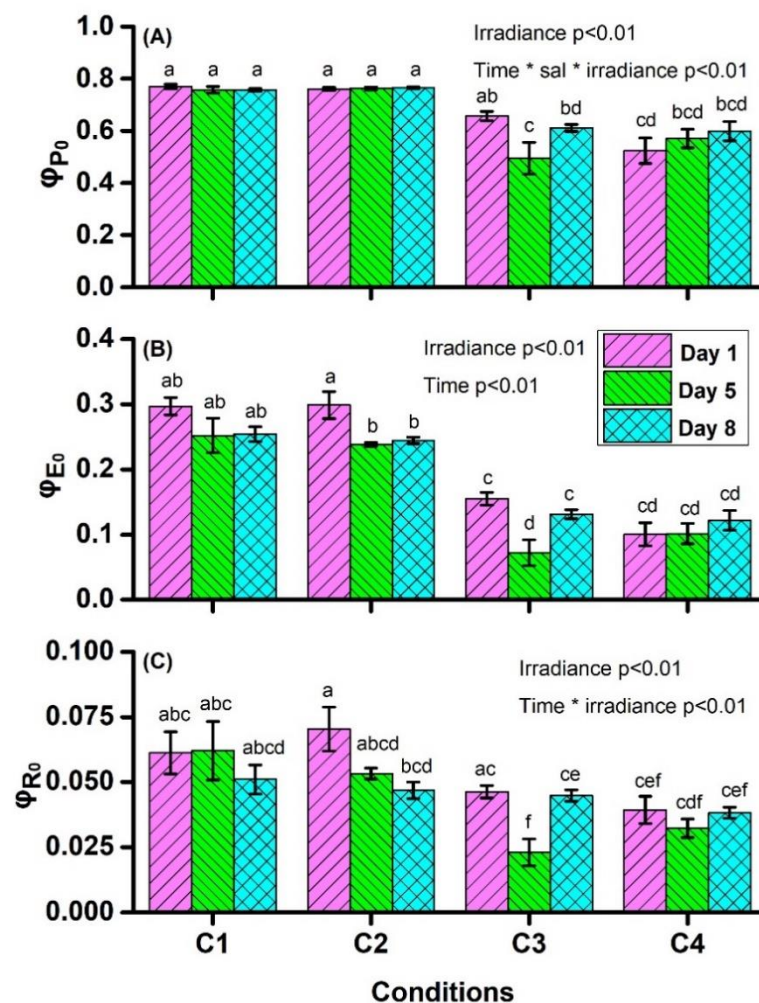 (A)
Irradiance p<0.01
Time * sal * irradiance p<0.01
1.0
0.8
0.6
0.4
0.2
0.0
φP0
a a a a a a ab c bd cd bcd bcd
(B)
Irradiance p<0.01
Time p<0.01
Day 1
Day 5
Day 8
0.4
0.3
0.2
0.1
0.0
φE0
ab ab ab a b b c d c cd cd cd
(C)
Irradiance p<0.01
Time * irradiance p<0.01
0.100
0.075
0.050
0.025
0.000
φR0
abc abc abcd a abcd bcd ac f ce cef cdf cef
C1 C2 C3 C4
Conditions